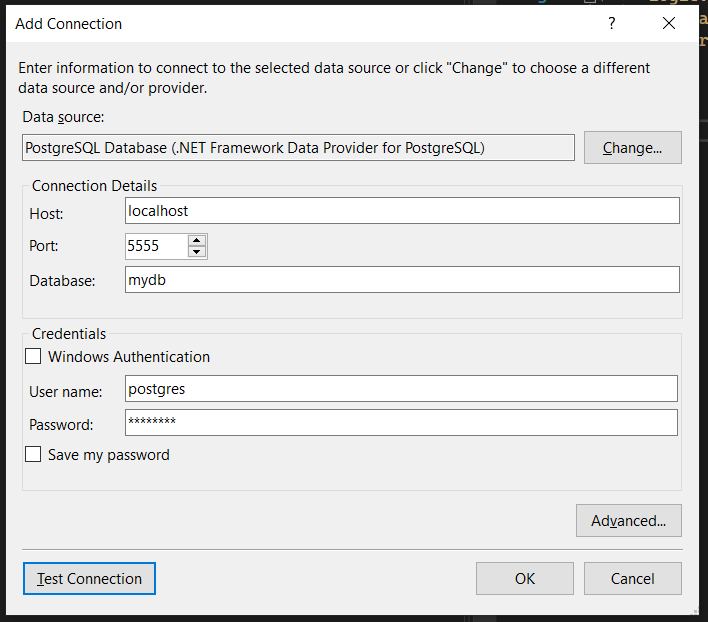 Add Connection
?
Enter information to connect to the selected data source or click "Change" to choose a different
data source and/or provider.
Data source:
PostgreSQL Database (.NET Framework Data Provider for PostgreSQL)
Change...
Connection Details
Host:
localhost
Port:
5555
Database:
mydb
Credentials
Windows Authentication
User name:
postgres
Password:
********
Save my password
Advanced...
Test Connection
OK
Cancel